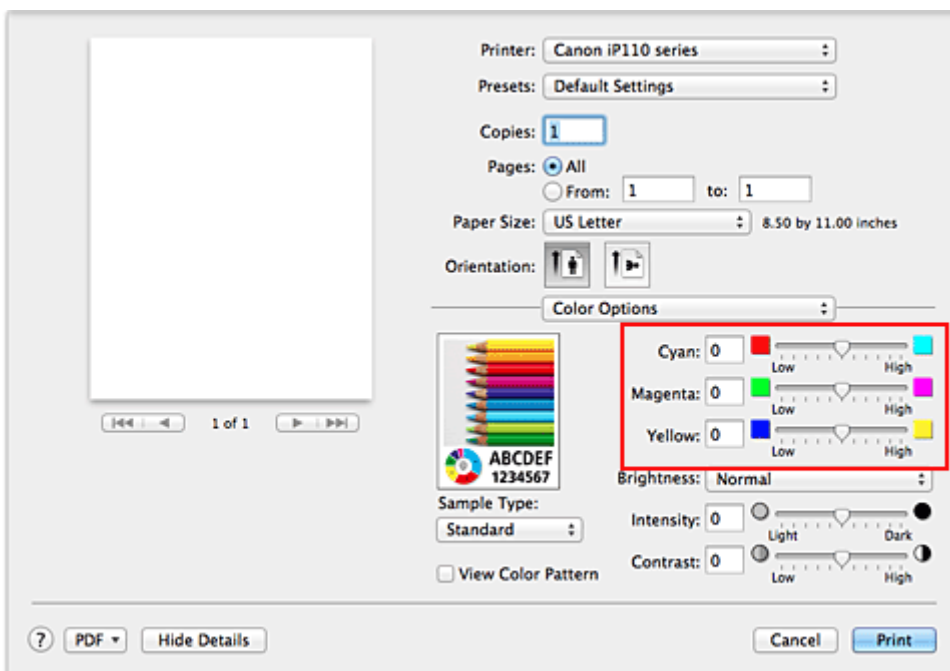 Printer: Canon iP110 series
Presets: Default Settings
Copies: 1
Pages: All
From: 1 to: 1
Paper Size: US Letter 8.50 by 11.00 inches
Orientation:
Color Options
1 of 1
ABCDEF
1234567
Sample Type:
Standard
View Color Pattern
Cyan: 0
Low High
Magenta: 0
Low High
Yellow: 0
Low High
Brightness: Normal
Intensity: 0
Light Dark
Contrast: 0
Low High
? PDF Hide Details Cancel Print